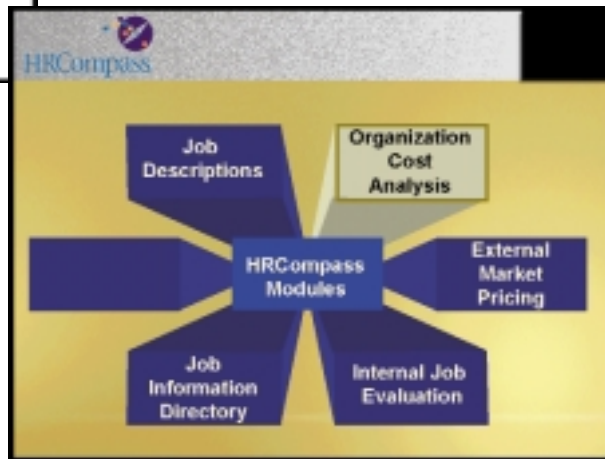 HRCompass
Job
Descriptions
Organization
Cost
Analysis
HRCompass
Modules
External
Market
Pricing
Job
Information
Directory
Internal Job
Evaluation